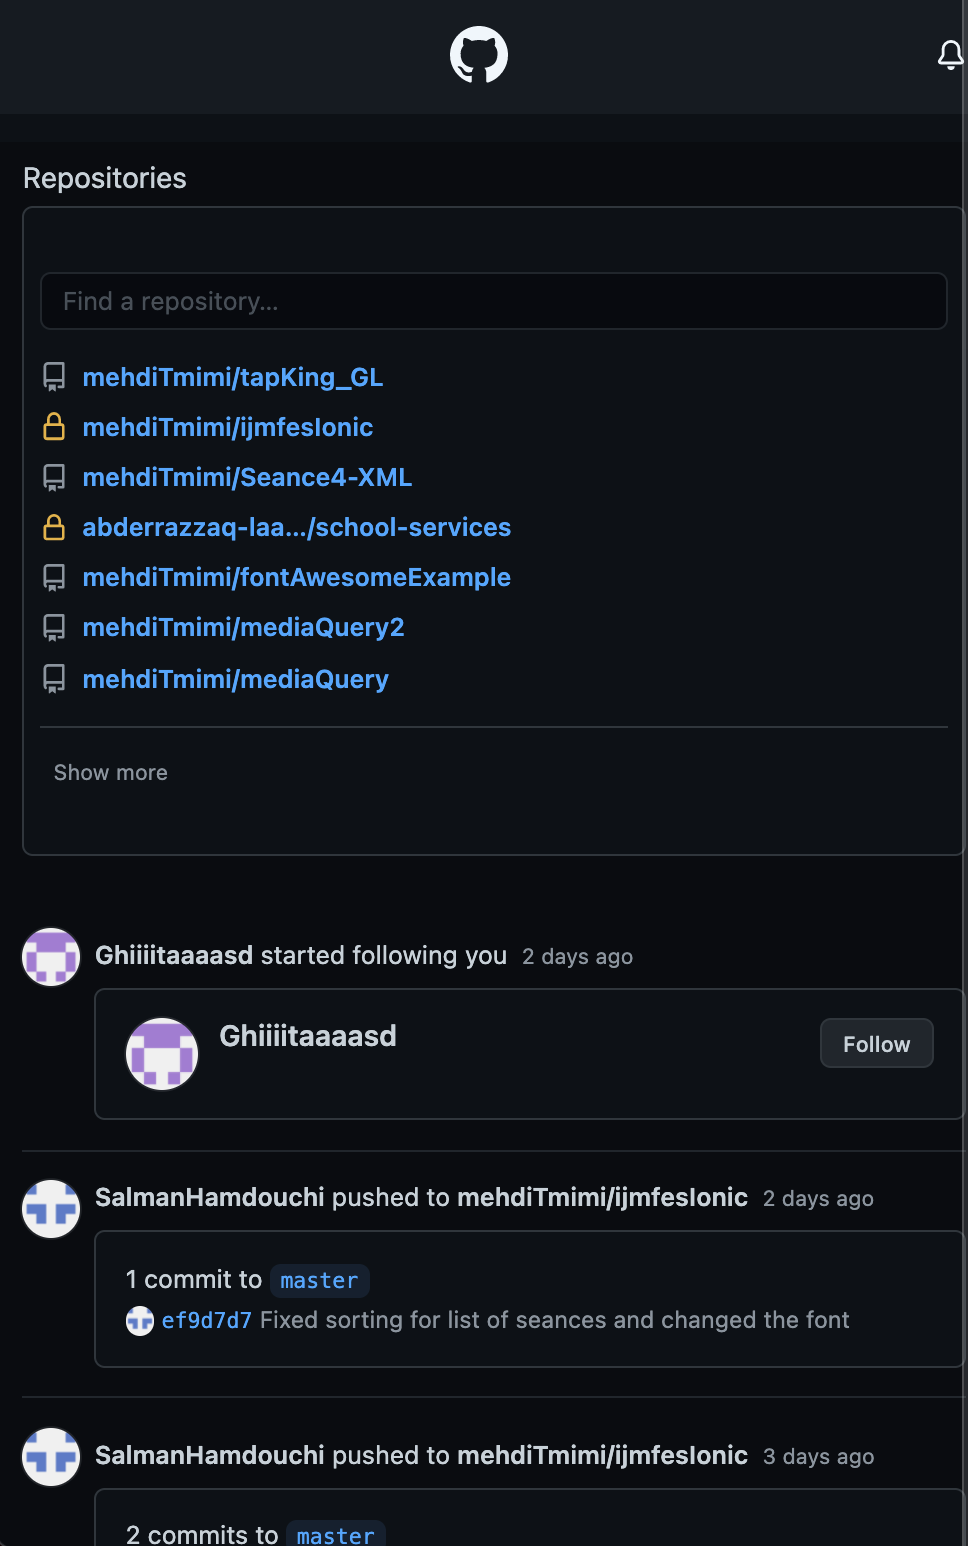 Repositories
Find a repository...
mehdiTmimi/tapKing_GL
mehdiTmimi/ijmfesIonic
mehdiTmimi/Seance4-XML
abderrazzaq-laa.../school-services
mehdiTmimi/fontAwesomeExample
mehdiTmimi/mediaQuery2
mehdiTmimi/mediaQuery
Show more
Ghiiiitaaaasd started following you 2 days ago
Ghiiiitaaaasd
Follow
SalmanHamdouchi pushed to mehdiTmimi/ijmfesIonic 2 days ago
1 commit to master
ef9d7d7 Fixed sorting for list of seances and changed the font
SalmanHamdouchi pushed to mehdiTmimi/ijmfesIonic 3 days ago
2 commits to master